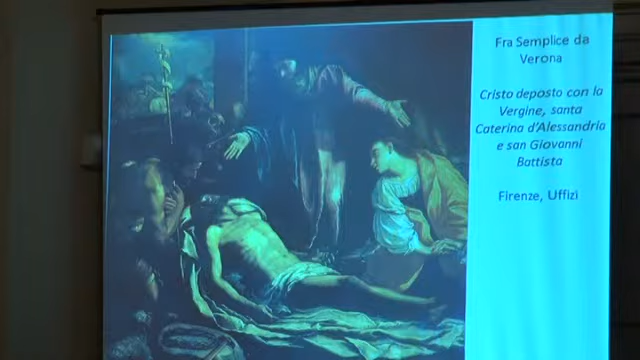 Fra Semplice da
Verona
Cristo deposto con la
Vergine, santa
Caterina d'Alessandria
e san Giovanni
Battista
Firenze, Uffizi